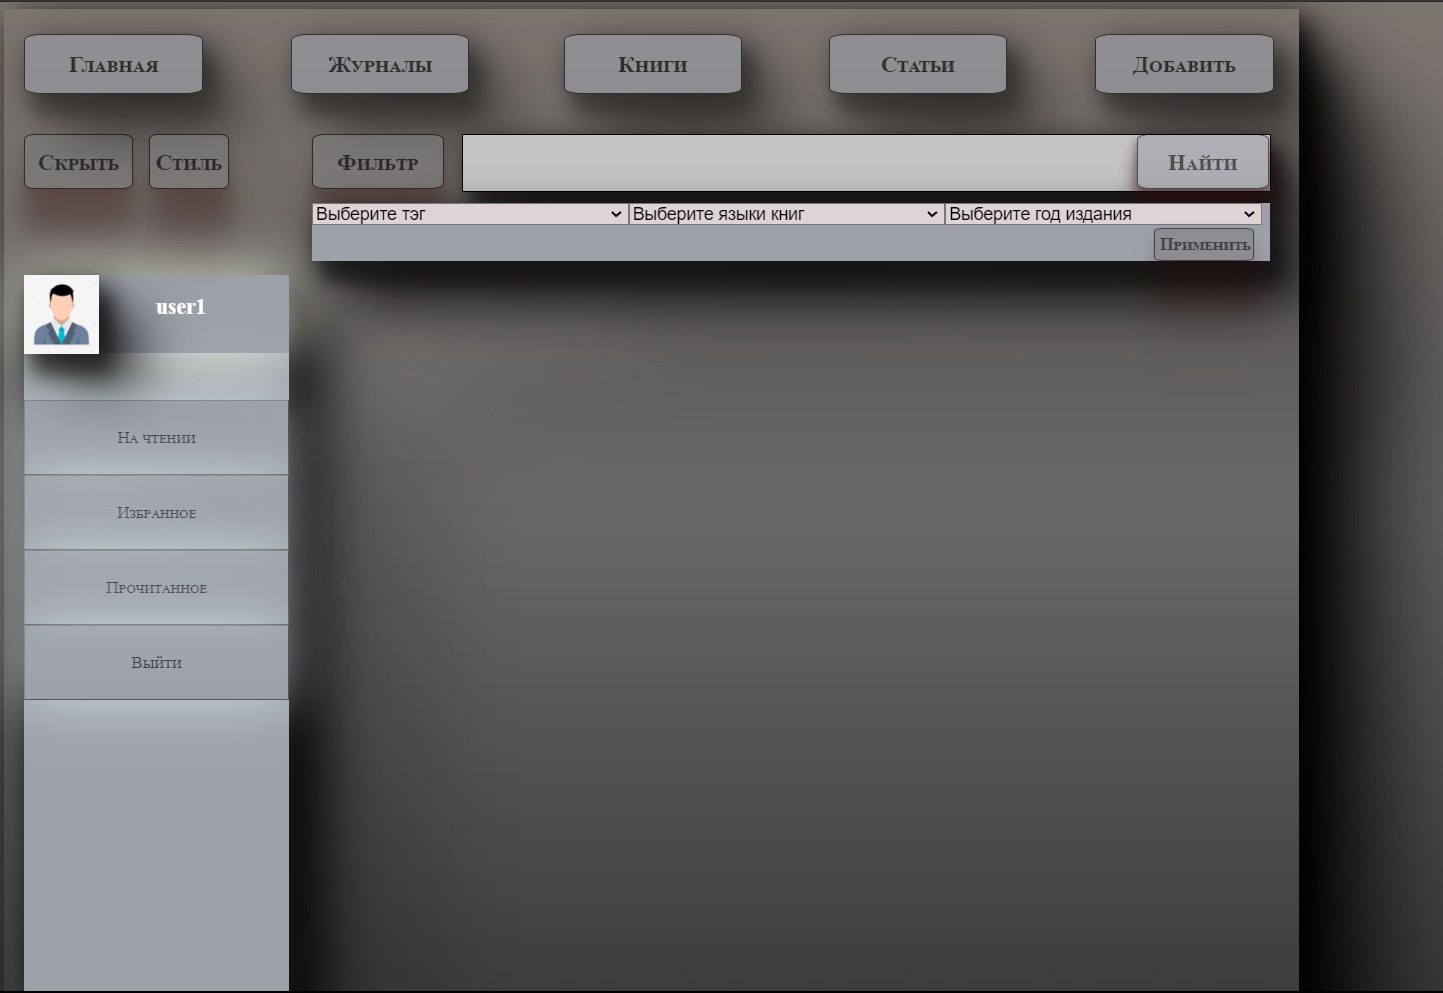 Главная Журналы Книги Статьи Добавить
Скрыть Стиль Фильтр Найти
Выберите тэг Выберите языки книг Выберите год издания
Применить
user1
На чтении
Избранное
Прочитанное
Выйти